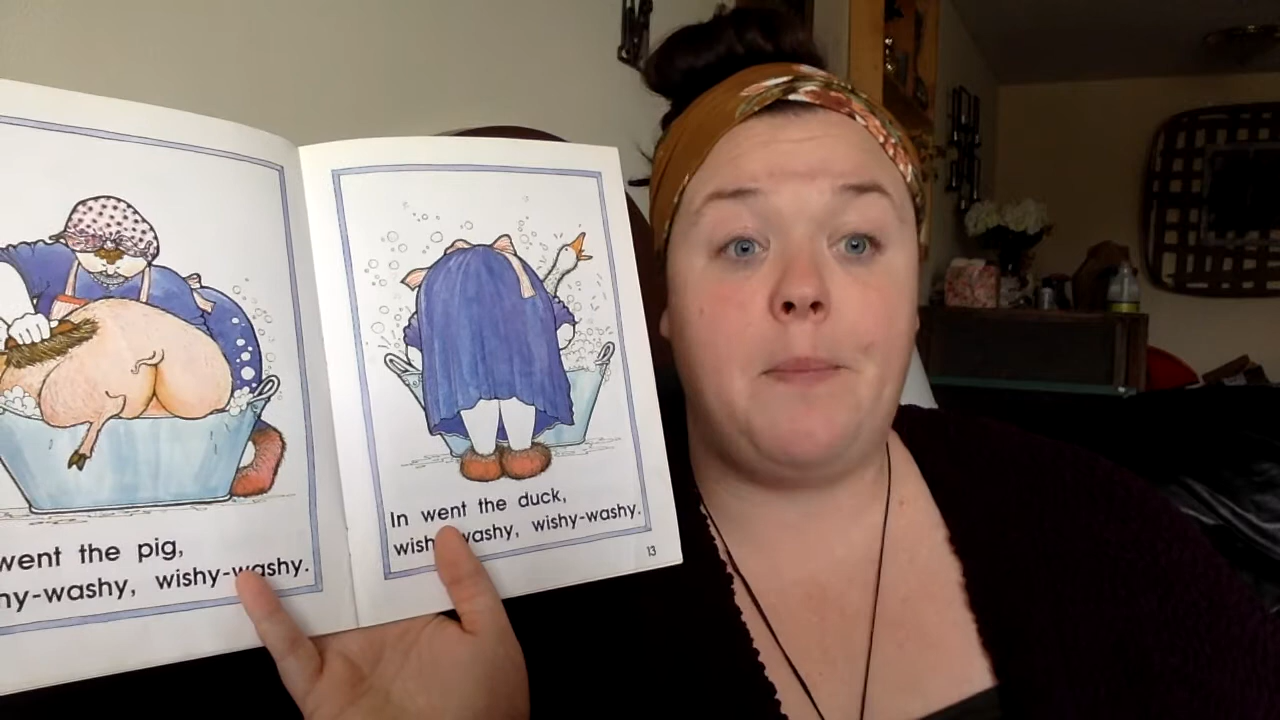 went the pig,
hy-washy, wishy-washy.
In went the duck,
wishy-washy, wishy-washy.
13